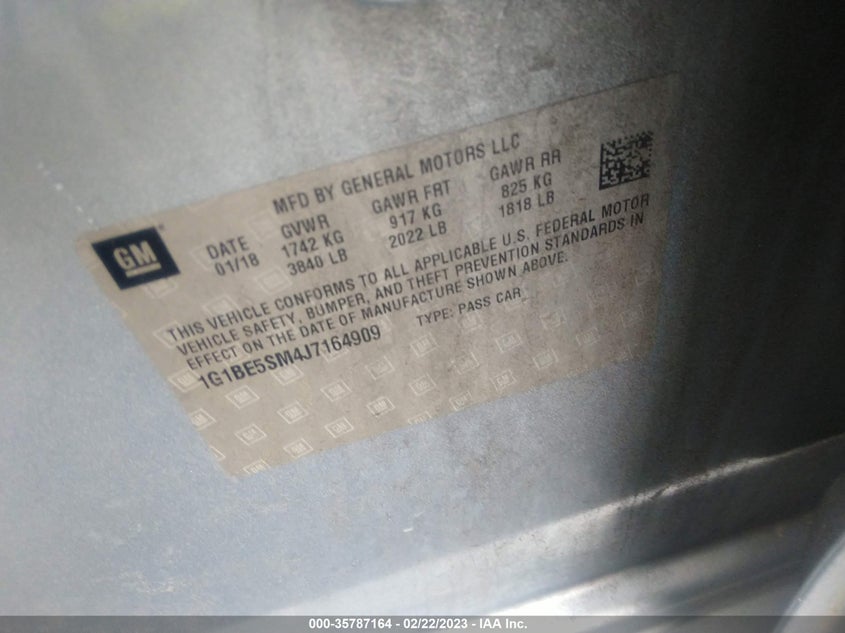 GM®
MFD BY GENERAL MOTORS LLC
DATE GVWR GAWR FRT GAWR RR
01/18 1742 KG 917 KG 825 KG
3840 LB 2022 LB 1818 LB
THIS VEHICLE CONFORMS TO ALL APPLICABLE U.S. FEDERAL MOTOR
VEHICLE SAFETY, BUMPER, AND THEFT PREVENTION STANDARDS IN
EFFECT ON THE DATE OF MANUFACTURE SHOWN ABOVE.
1G1BE5SM4J7164909 TYPE: PASS CAR
000-35787164 - 02/22/2023 - IAA Inc.